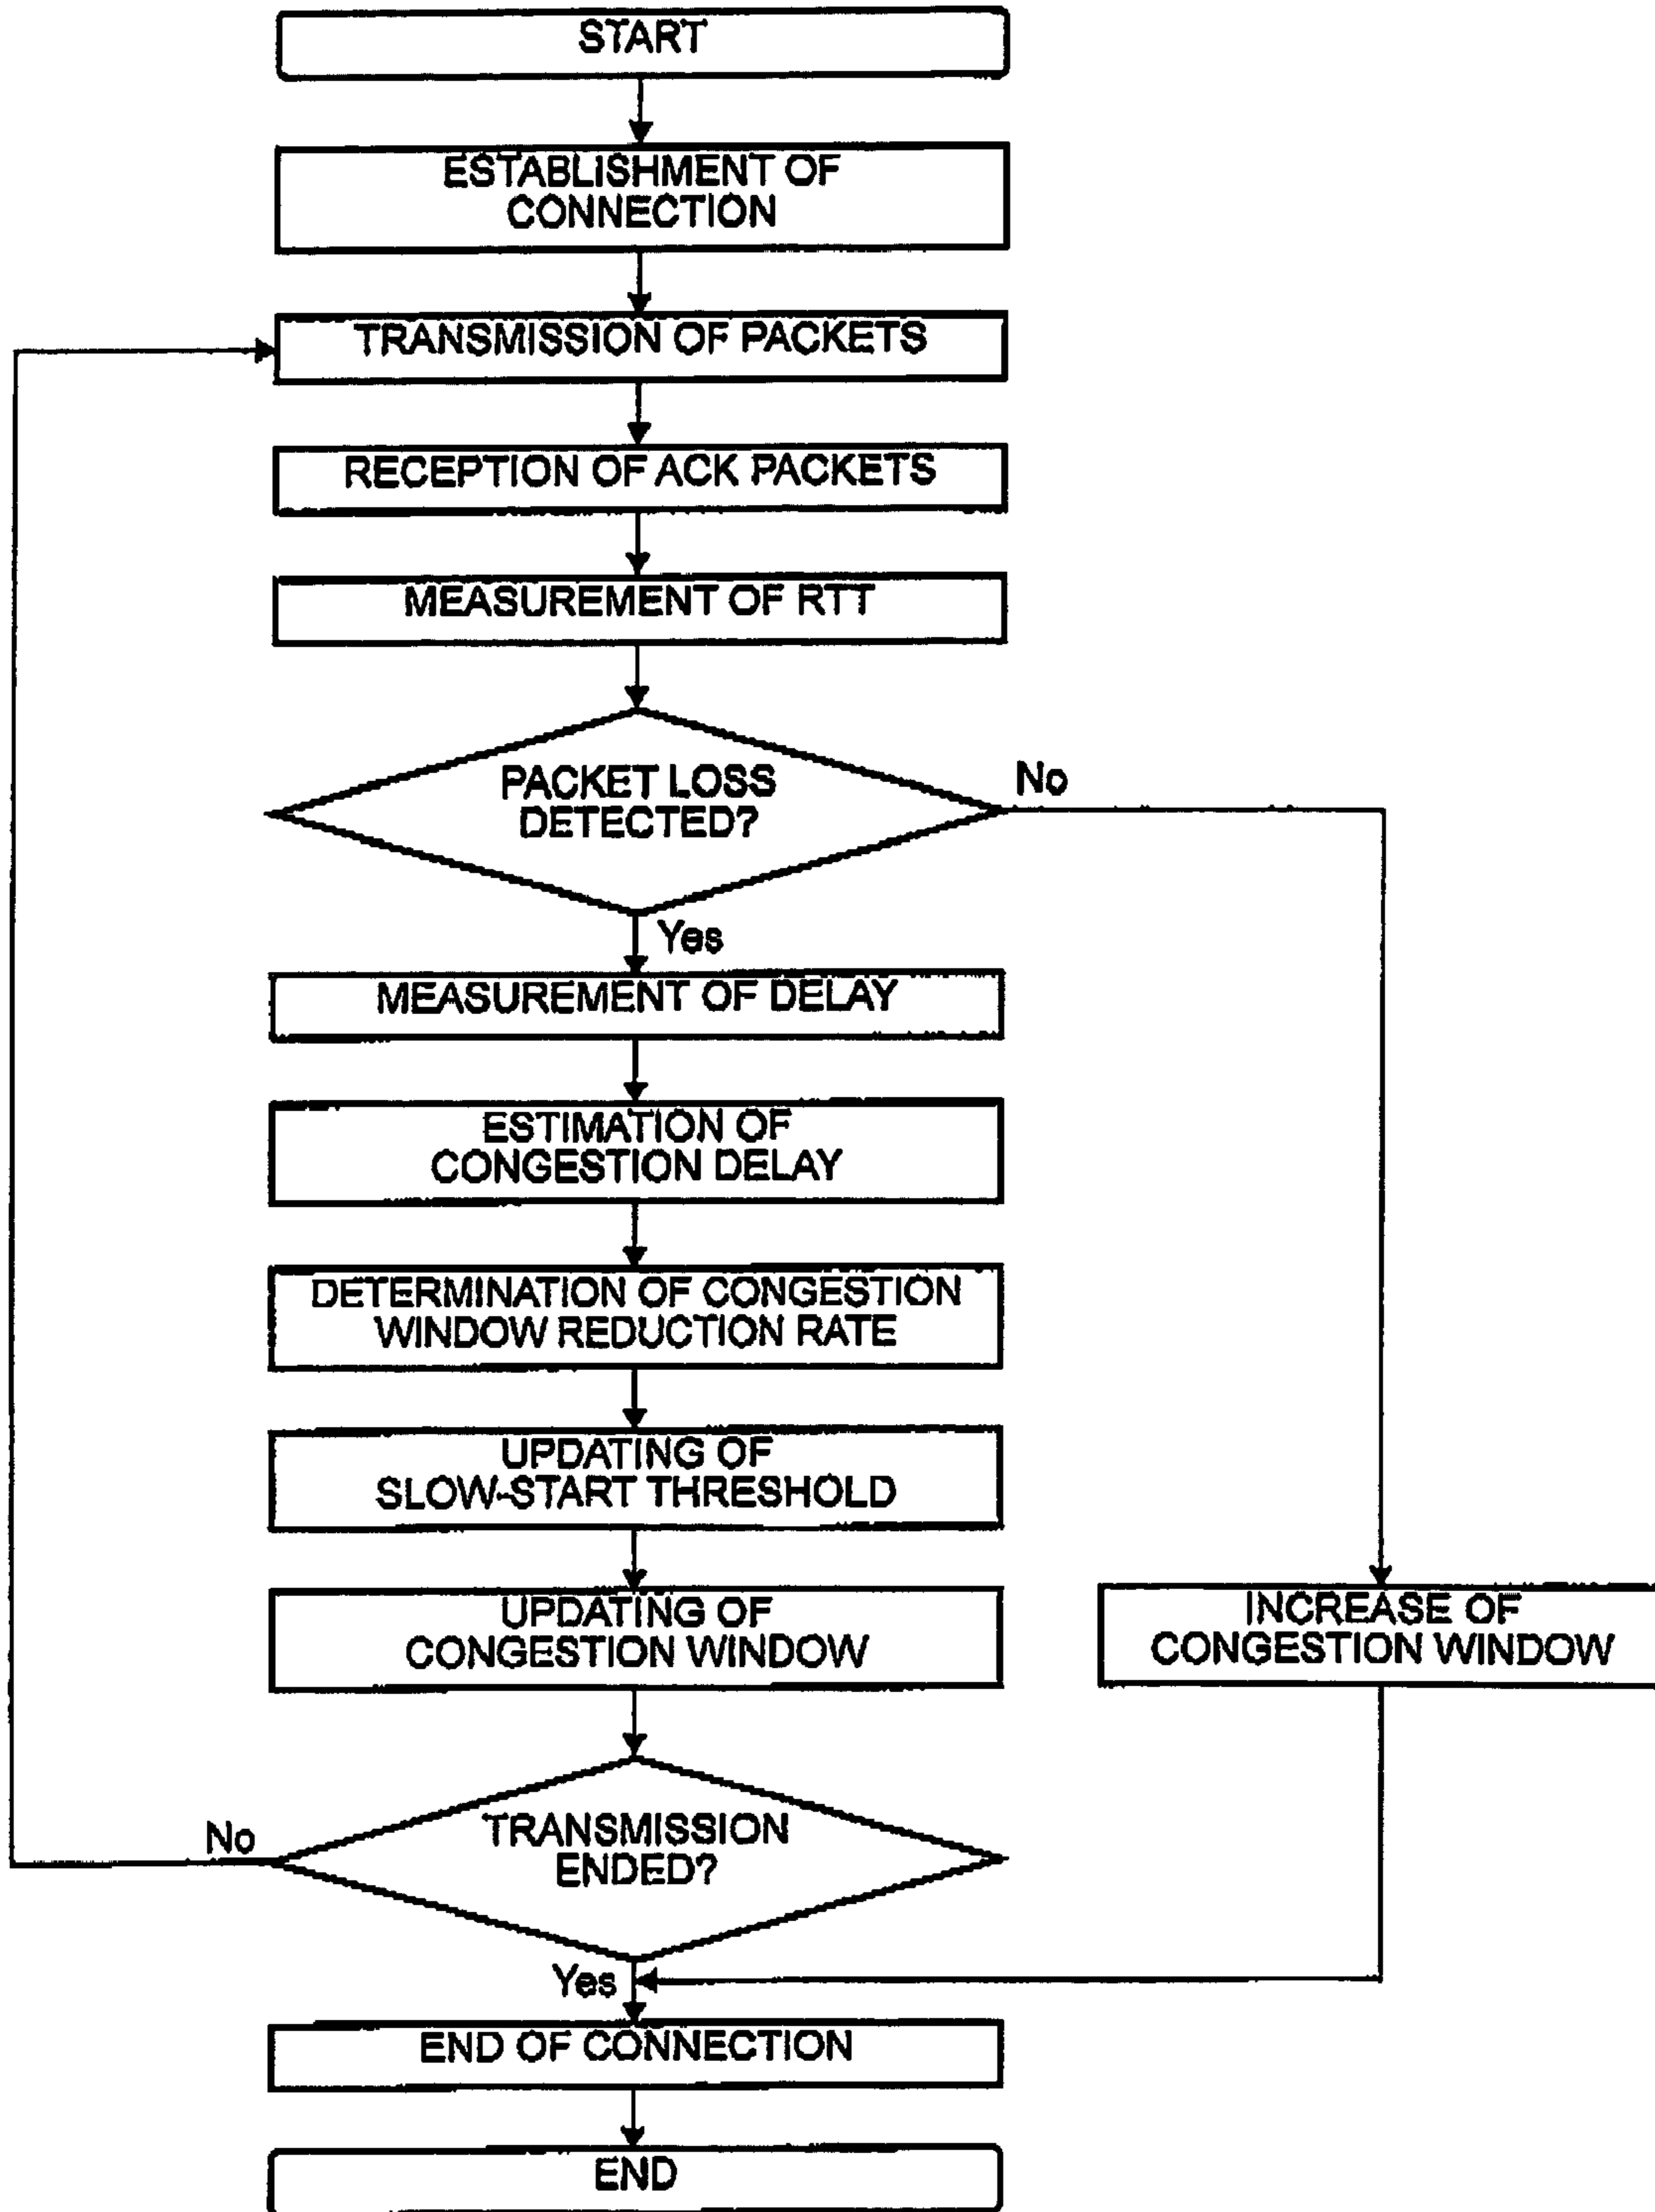 START
ESTABLISHMENT OF
CONNECTION
TRANSMISSION OF PACKETS
RECEPTION OF ACK PACKETS
MEASUREMENT OF RTT
PACKET LOSS
DETECTED?
No
Yes
MEASUREMENT OF DELAY
ESTIMATION OF
CONGESTION DELAY
DETERMINATION OF CONGESTION
WINDOW REDUCTION RATE
UPDATING OF
SLOW-START THRESHOLD
UPDATING OF
CONGESTION WINDOW
INCREASE OF
CONGESTION WINDOW
No
TRANSMISSION
ENDED?
Yes
END OF CONNECTION
END